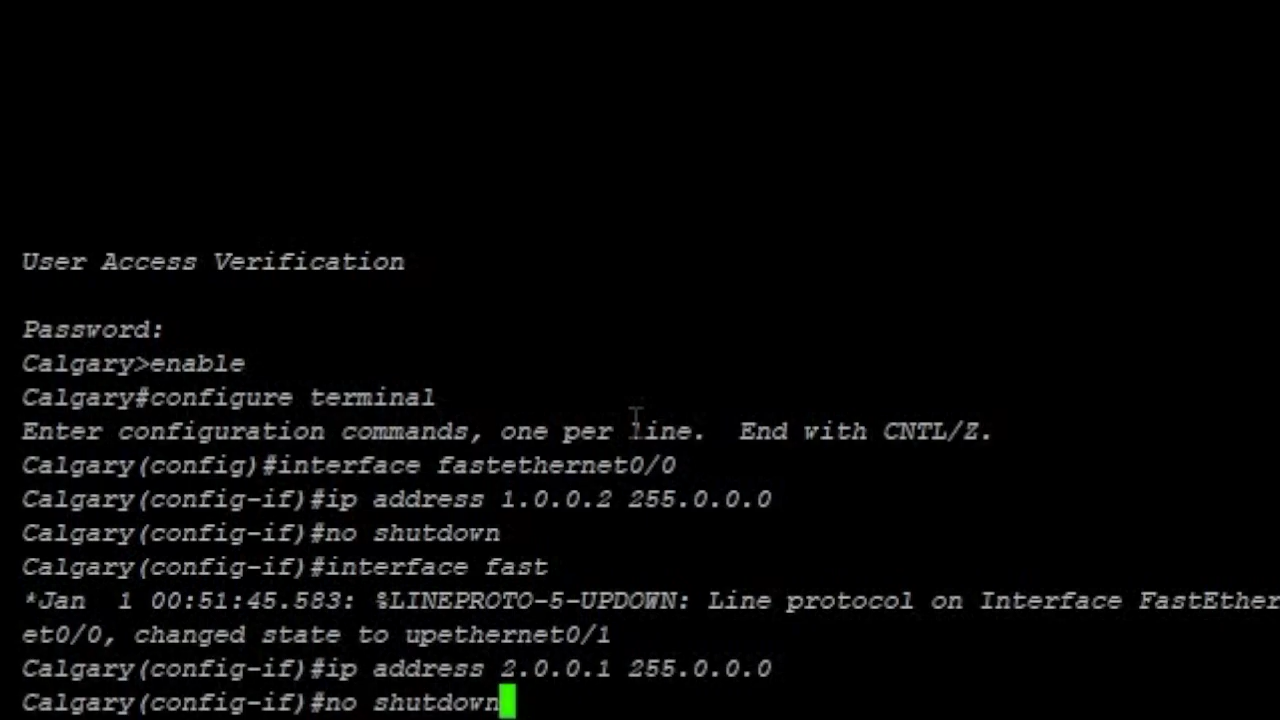 User Access Verification
Password:
Calgary>enable
Calgary#configure terminal
Enter configuration commands, one per line.  End with CNTL/Z.
Calgary(config)#interface fastethernet0/0
Calgary(config-if)#ip address 1.0.0.2 255.0.0.0
Calgary(config-if)#no shutdown
Calgary(config-if)#interface fast
*Jan  1 00:51:45.583: %LINEPROTO-5-UPDOWN: Line protocol on Interface FastEther
et0/0, changed state to upethernet0/1
Calgary(config-if)#ip address 2.0.0.1 255.0.0.0
Calgary(config-if)#no shutdown